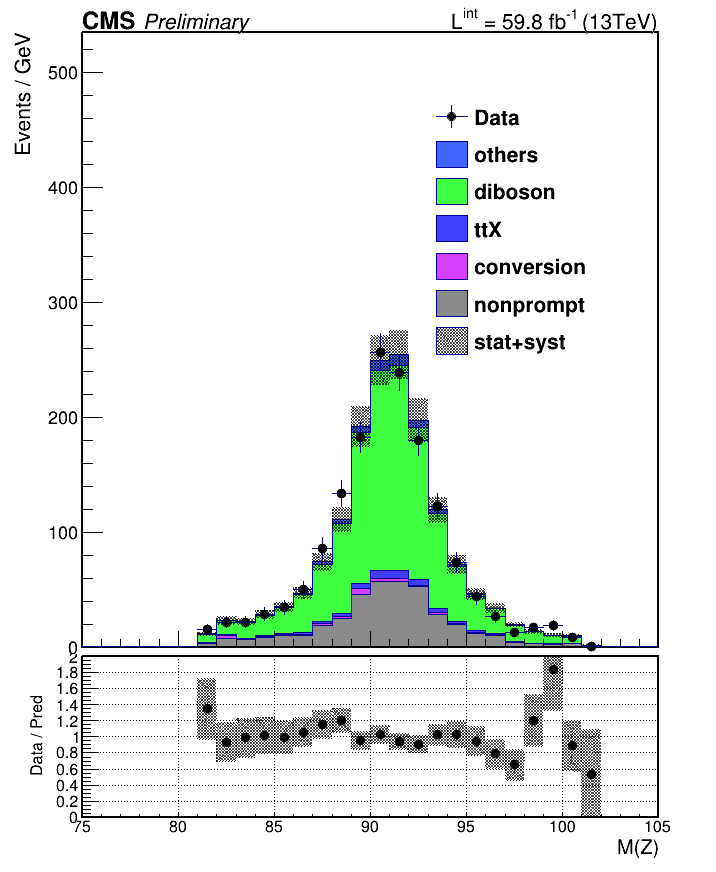 CMS Preliminary L^int = 59.8 fb^-1 (13TeV)
Events / GeV
500
400
300
200
100
0
Data
others
diboson
ttX
conversion
nonprompt
stat+syst
Data / Pred
2
1.8
1.6
1.4
1.2
1
0.8
0.6
0.4
0.2
0
75 80 85 90 95 100 105
M(Z)